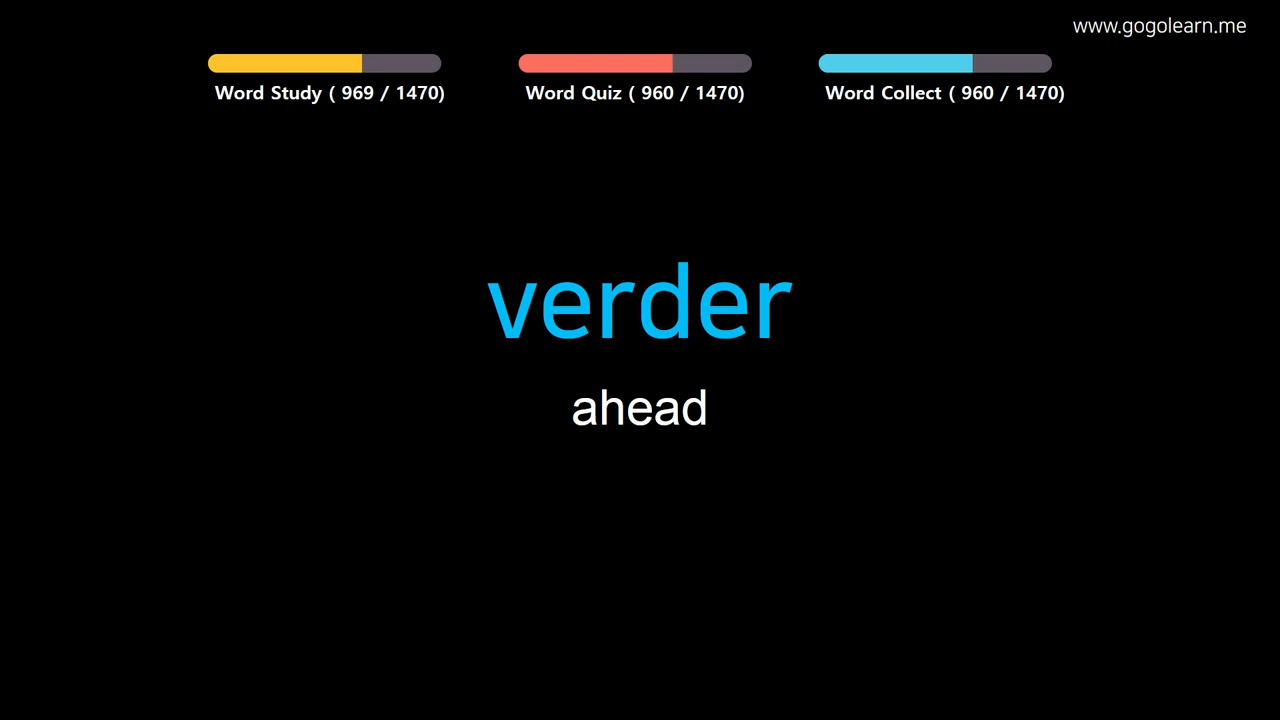 www.gogolearn.me
Word Study ( 969 / 1470)
Word Quiz ( 960 / 1470)
Word Collect ( 960 / 1470)
verder
ahead